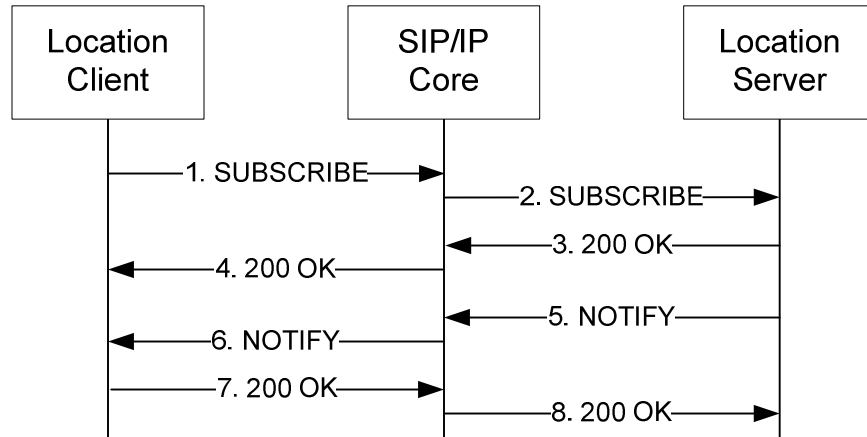 Location
Client
SIP/IP
Core
Location
Server
1. SUBSCRIBE
2. SUBSCRIBE
3. 200 OK
4. 200 OK
5. NOTIFY
6. NOTIFY
7. 200 OK
8. 200 OK